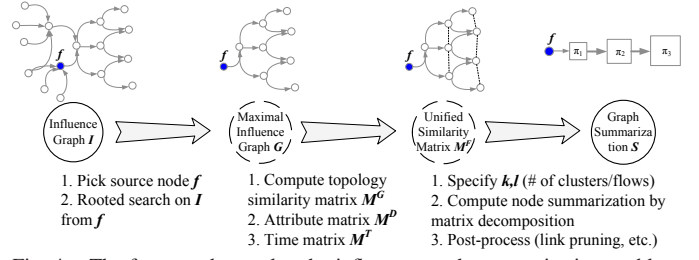 f
f
f
f
π1
π2
π3
Influence
Graph I
Maximal
Influence
Graph G
Unified
Similarity
Matrix M^F
Graph
Summariza
tion S
1. Pick source node f
2. Rooted search on I
from f
1. Compute topology
similarity matrix M^G
2. Attribute matrix M^D
3. Time matrix M^T
1. Specify k,l (# of clusters/flows)
2. Compute node summarization by
matrix decomposition
3. Post-process (link pruning, etc.)